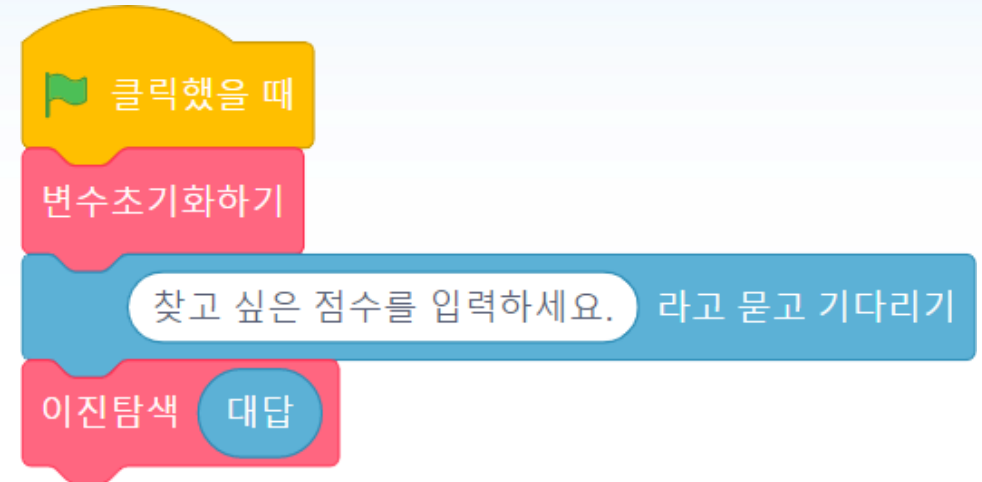 클릭했을 때
변수초기화하기
찾고 싶은 점수를 입력하세요. 라고 묻고 기다리기
이진탐색 대답